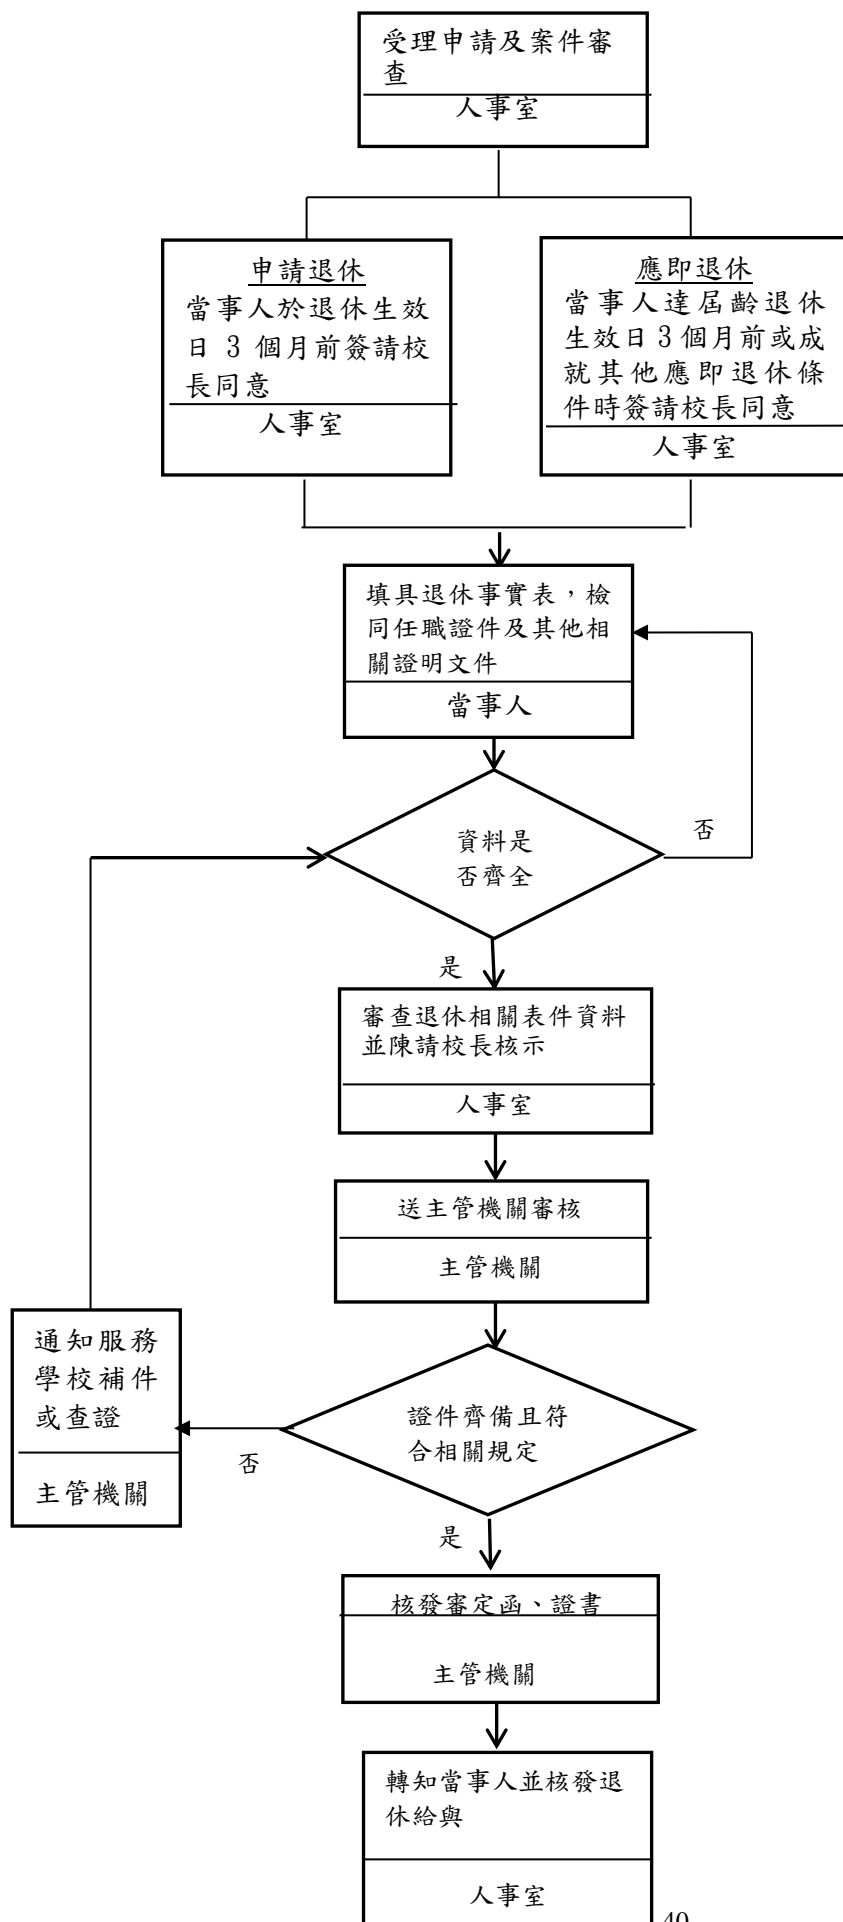 受理申請及案件審
查
人事室
申請退休
當事人於退休生效
日 3 個月前簽請校
長同意
人事室
應即退休
當事人達屆齡退休
生效日 3 個月前或成
就其他應即退休條
件時簽請校長同意
人事室
填具退休事實表，檢
同任職證件及其他相
關證明文件
當事人
資料是
否齊全
否
是
審查退休相關表件資料
並陳請校長核示
人事室
送主管機關審核
主管機關
通知服務
學校補件
或查證
主管機關
否
證件齊備且符
合相關規定
是
核發審定函、證書
主管機關
轉知當事人並核發退
休給與
人事室
40